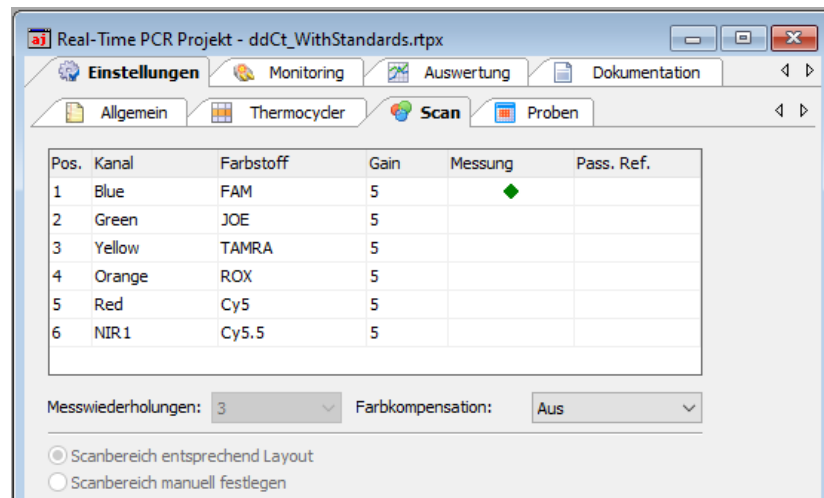 aj Real-Time PCR Projekt - ddCt_WithStandards.rtpx
Einstellungen Monitoring Auswertung Dokumentation
Allgemein Thermocycler Scan Proben
Pos. Kanal Farbstoff Gain Messung Pass. Ref.
1 Blue FAM 5
2 Green JOE 5
3 Yellow TAMRA 5
4 Orange ROX 5
5 Red Cy5 5
6 NIR1 Cy5.5 5
Messwiederholungen: 3 Farbkompensation: Aus
Scanbereich entsprechend Layout
Scanbereich manuell festlegen